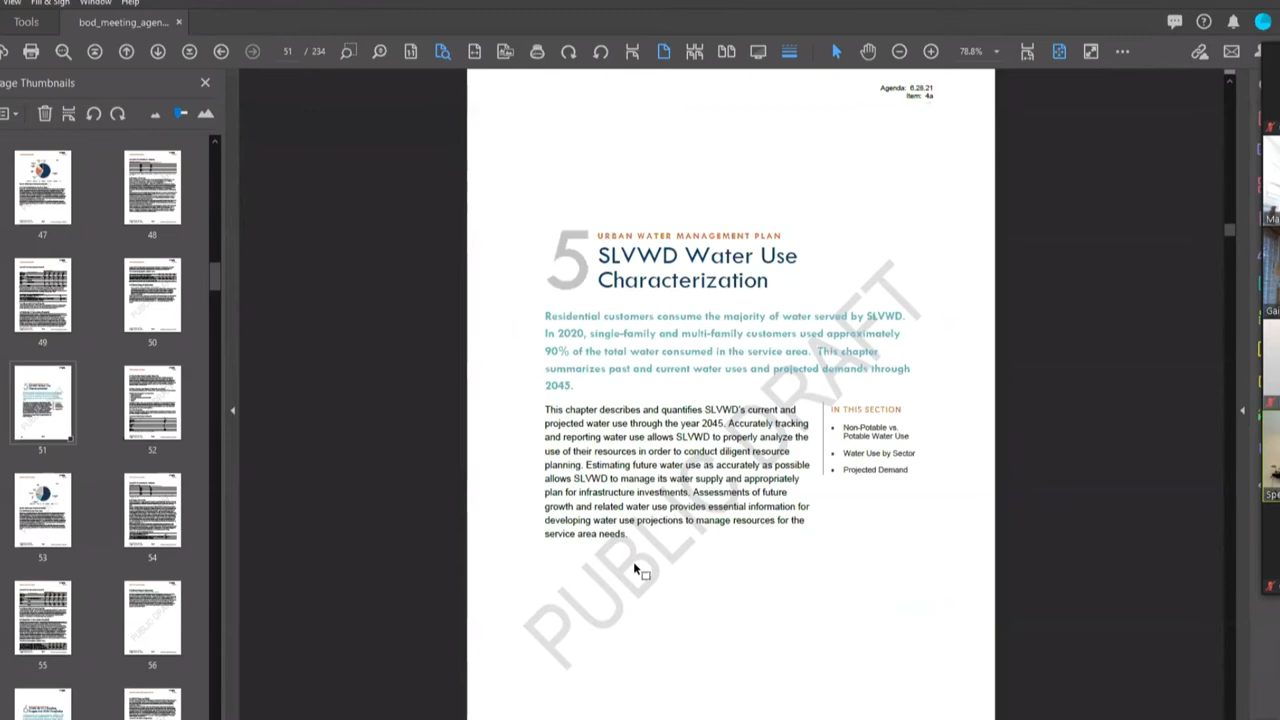 View Fill & Sign Window Help
Tools
bod_meeting_agen... ×
51 / 234
78.8%
age Thumbnails
47
48
49
50
51
52
53
54
55
56
Agenda: 6.28.21
Item: 4a
5
URBAN WATER MANAGEMENT PLAN
SLVWD Water Use
Characterization
Residential customers consume the majority of water served by SLVWD.
In 2020, single-family and multi-family customers used approximately
90% of the total water consumed in the service area. This chapter
summarizes past and current water uses and projected demands through
2045.
This chapter describes and quantifies SLVWD's current and
projected water use through the year 2045. Accurately tracking
and reporting water use allows SLVWD to properly analyze the
use of their resources in order to conduct diligent resource
planning. Estimating future water use as accurately as possible
allows SLVWD to manage its water supply and appropriately
plan for infrastructure investments. Assessments of future
growth and related water use provides essential information for
developing water use projections to manage resources for the
service area needs.
IN THIS SECTION
• Non-Potable vs.
Potable Water Use
• Water Use by Sector
• Projected Demand
PUBLIC DRAFT
Ma
Gai
Spe